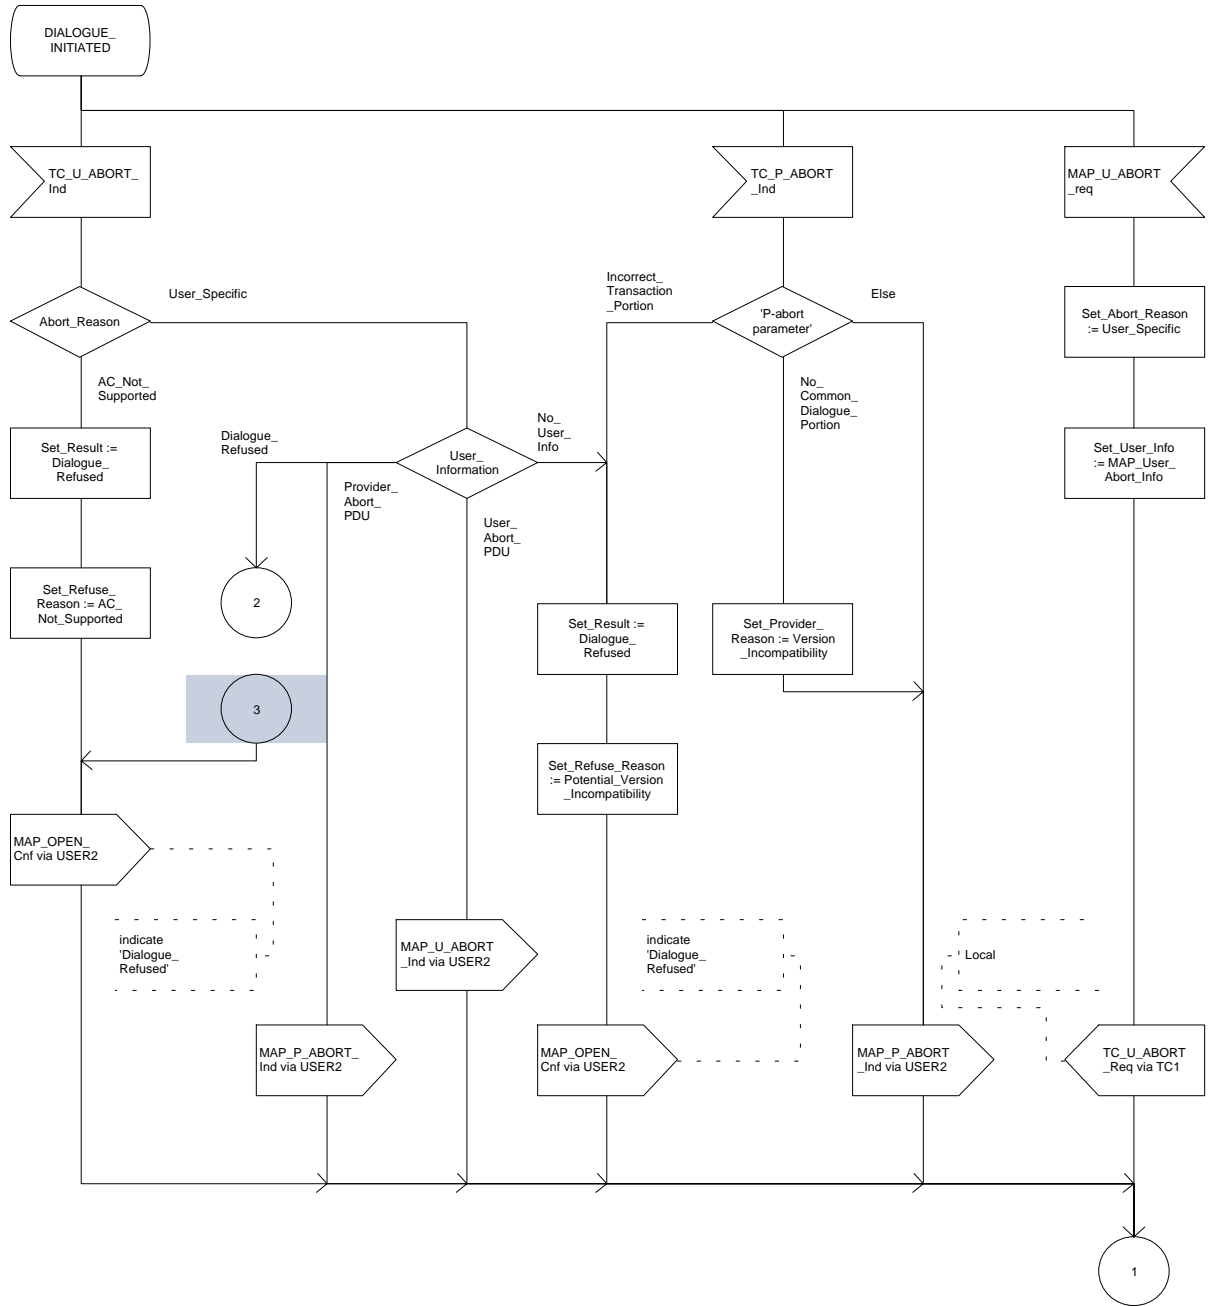 DIALOGUE_
INITIATED
TC_U_ABORT_
Ind
TC_P_ABORT
_Ind
MAP_U_ABORT
_req
Abort_Reason
User_Specific
Incorrect_
Transaction
_Portion
'P-abort
parameter'
Else
Set_Abort_Reason
:= User_Specific
AC_Not_
Supported
No_
Common_
Dialogue_
Portion
Set_Result :=
Dialogue_
Refused
Dialogue_
Refused
User_
Information
No_
User_
Info
Set_User_Info
:= MAP_User_
Abort_Info
Provider_
Abort_
PDU
User_
Abort_
PDU
Set_Refuse_
Reason := AC_
Not_Supported
2
Set_Result :=
Dialogue_
Refused
Set_Provider_
Reason := Version
_Incompatibility
3
Set_Refuse_Reason
:= Potential_Version
_Incompatibility
MAP_OPEN_
Cnf via USER2
indicate
'Dialogue_
Refused'
MAP_U_ABORT
_Ind via USER2
indicate
'Dialogue_
Refused'
Local
MAP_P_ABORT_
Ind via USER2
MAP_OPEN_
Cnf via USER2
MAP_P_ABORT
_Ind via USER2
TC_U_ABORT
_Req via TC1
1